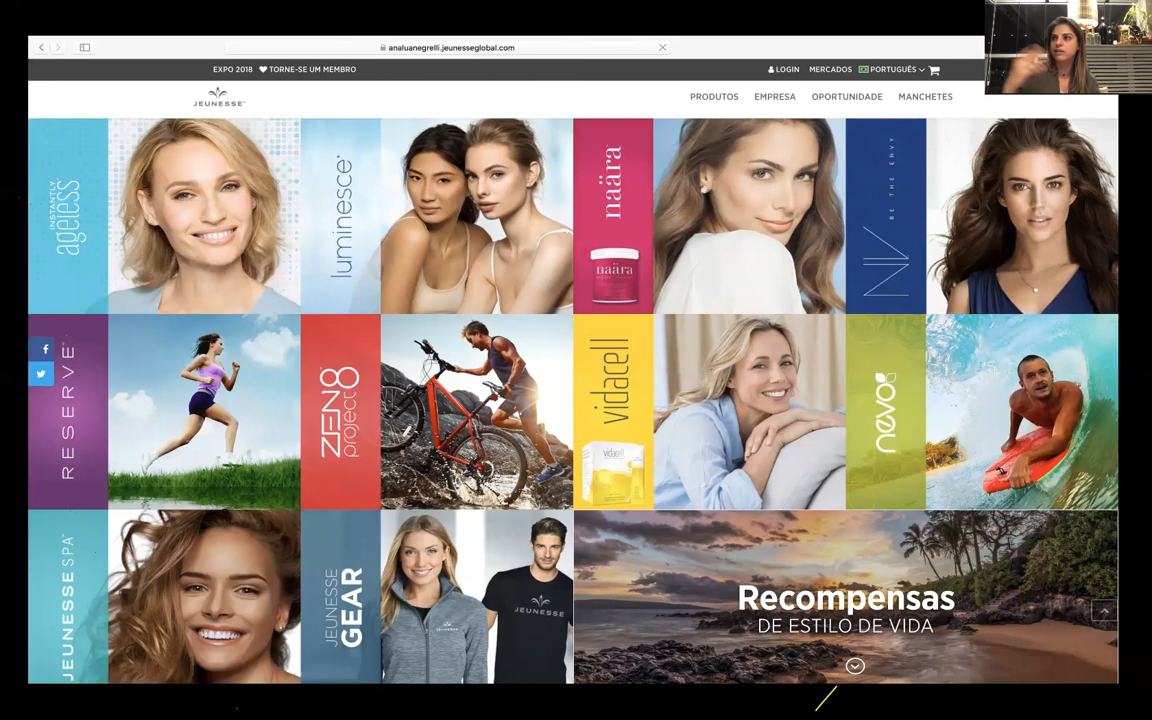 analuanegrelli.jeunesseglobal.com
EXPO 2018 TORNE-SE UM MEMBRO
LOGIN MERCADOS PORTUGUÊS
JEUNESSE
PRODUTOS EMPRESA OPORTUNIDADE MANCHETES
INSTANTLY
ageless
luminesce
naära
naära
NV
BE THE ENVY
f
RESERVE
ZEN8
project
vidacell
vidacell
nevo
JEUNESSE SPA
JEUNESSE
GEAR
JEUNESSE
Recompensas
DE ESTILO DE VIDA